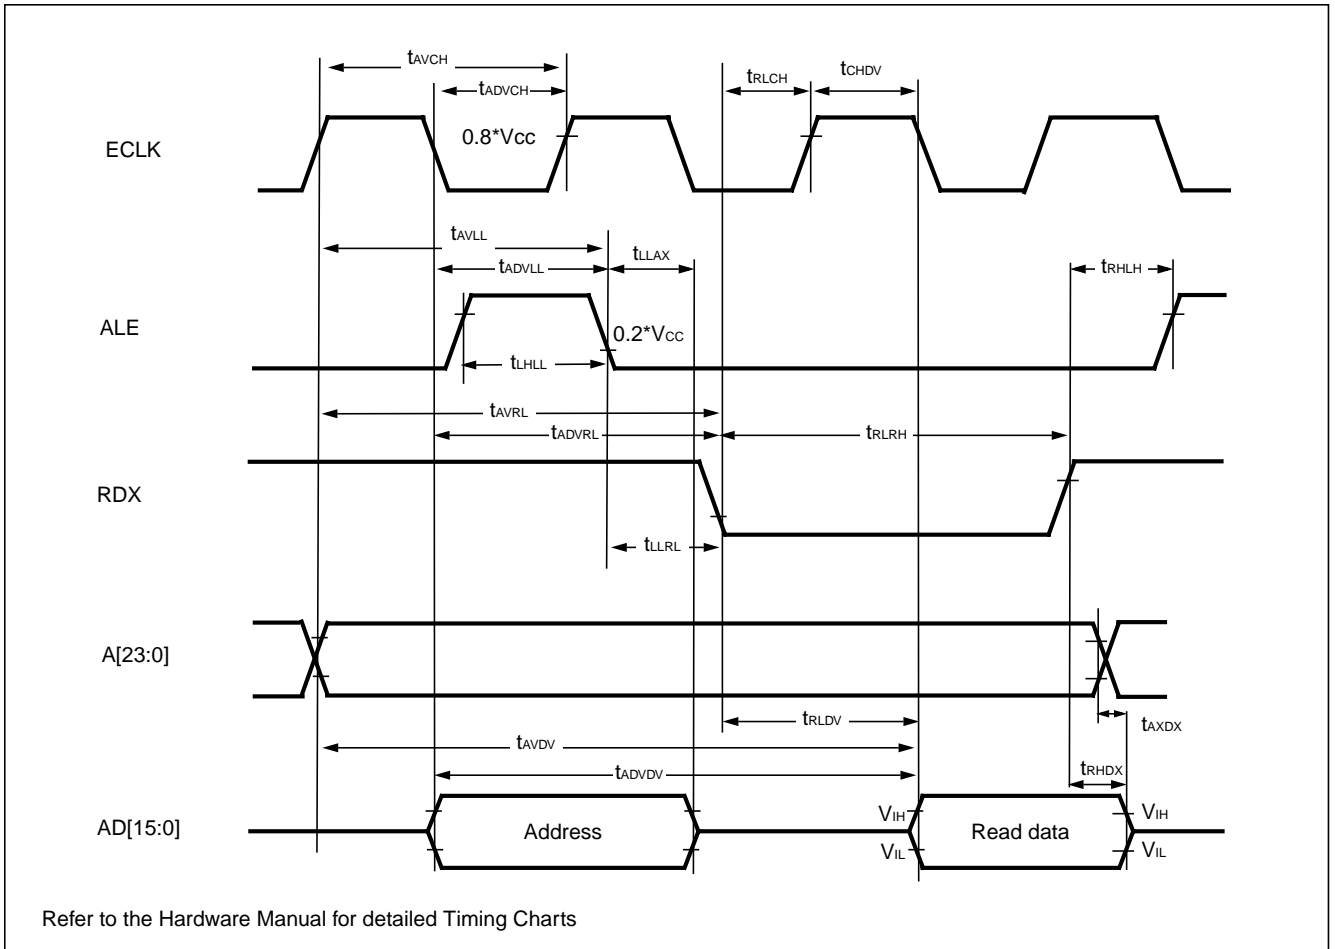 tAVCH
tADVCH
tRLCH
tCHDV
ECLK
0.8*Vcc
tAVLL
tADVLL
tLLAX
tRHLH
ALE
0.2*VCC
tLHLL
tAVRL
tADVRL
tRLRH
RDX
tLLRL
A[23:0]
tRLDV
tAXDX
tAVDV
tADVDV
tRHDX
AD[15:0]
Address
VIH
VIL
Read data
VIH
VIL
Refer to the Hardware Manual for detailed Timing Charts